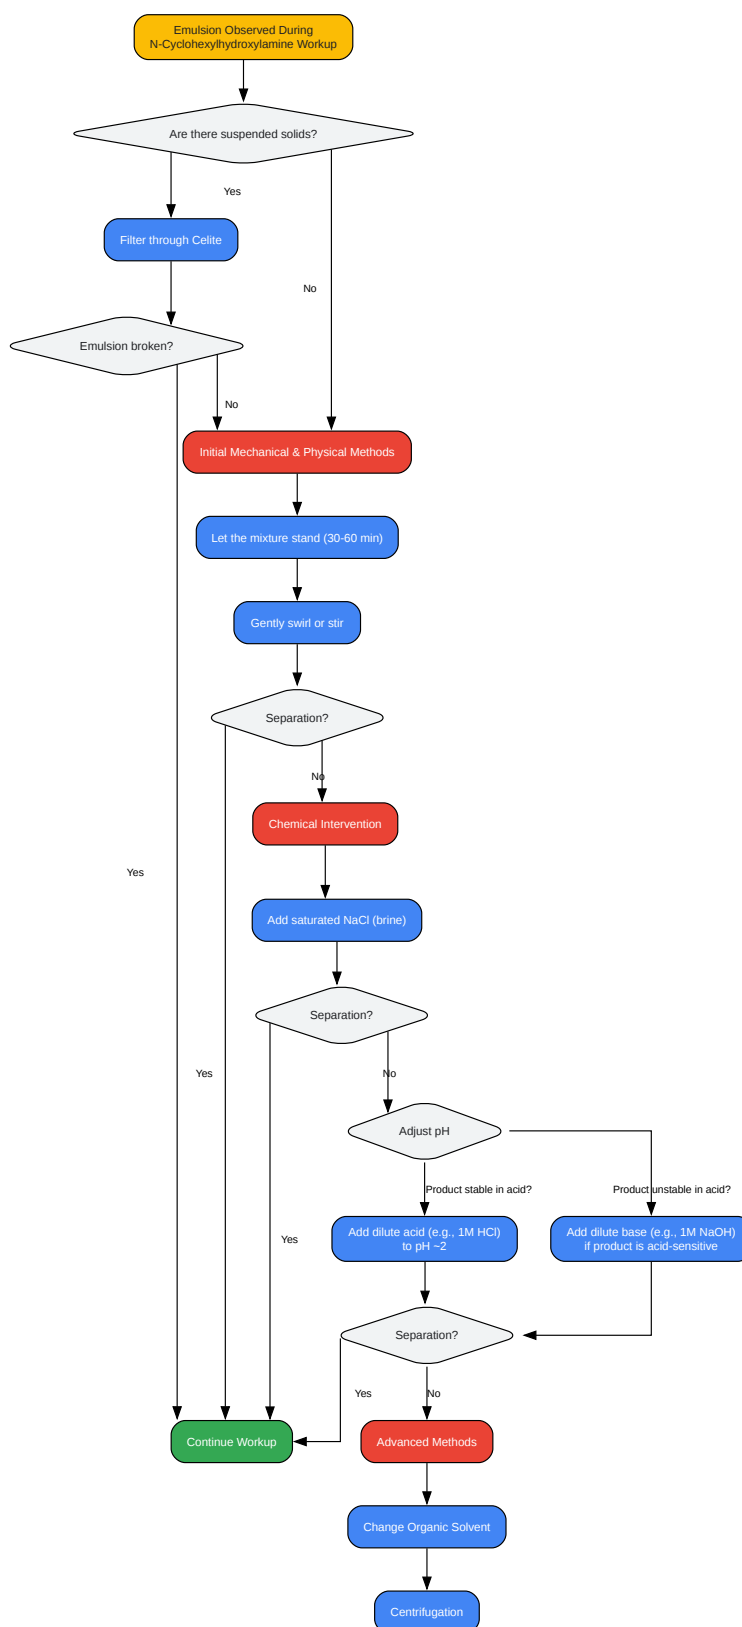 Emulsion Observed During
N-Cyclohexylhydroxylamine Workup
Are there suspended solids?
Yes
Filter through Celite
No
Emulsion broken?
No
Initial Mechanical & Physical Methods
Let the mixture stand (30-60 min)
Gently swirl or stir
Separation?
No
Chemical Intervention
Yes
Add saturated NaCl (brine)
Separation?
Yes
No
Adjust pH
Product stable in acid?
Product unstable in acid?
Add dilute acid (e.g., 1M HCl)
to pH ~2
Add dilute base (e.g., 1M NaOH)
if product is acid-sensitive
Yes
Separation?
Yes
No
Continue Workup
Advanced Methods
Change Organic Solvent
Centrifugation